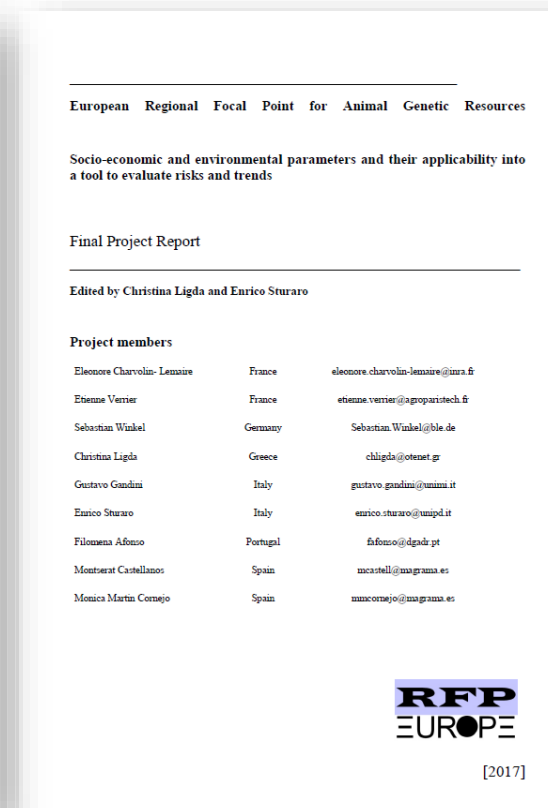 European Regional Focal Point for Animal Genetic Resources
Socio-economic and environmental parameters and their applicability into
a tool to evaluate risks and trends
Final Project Report
Edited by Christina Ligda and Enrico Sturaro
Project members
Eleonore Charvolin- Lemaire France eleonore.charvolin-lemaire@inra.fr
Etienne Verrier France etienne.verrier@agroparistech.fr
Sebastian Winkel Germany Sebastian.Winkel@ble.de
Christina Ligda Greece chligda@otenet.gr
Gustavo Gandini Italy gustavo.gandini@unimi.it
Enrico Sturaro Italy enrico.sturaro@unipd.it
Filomena Afonso Portugal fafonso@dgadr.pt
Montserat Castellanos Spain mcastell@magrama.es
Monica Martin Cornejo Spain mmcornejo@magrama.es
RFP
EUROPE
[2017]